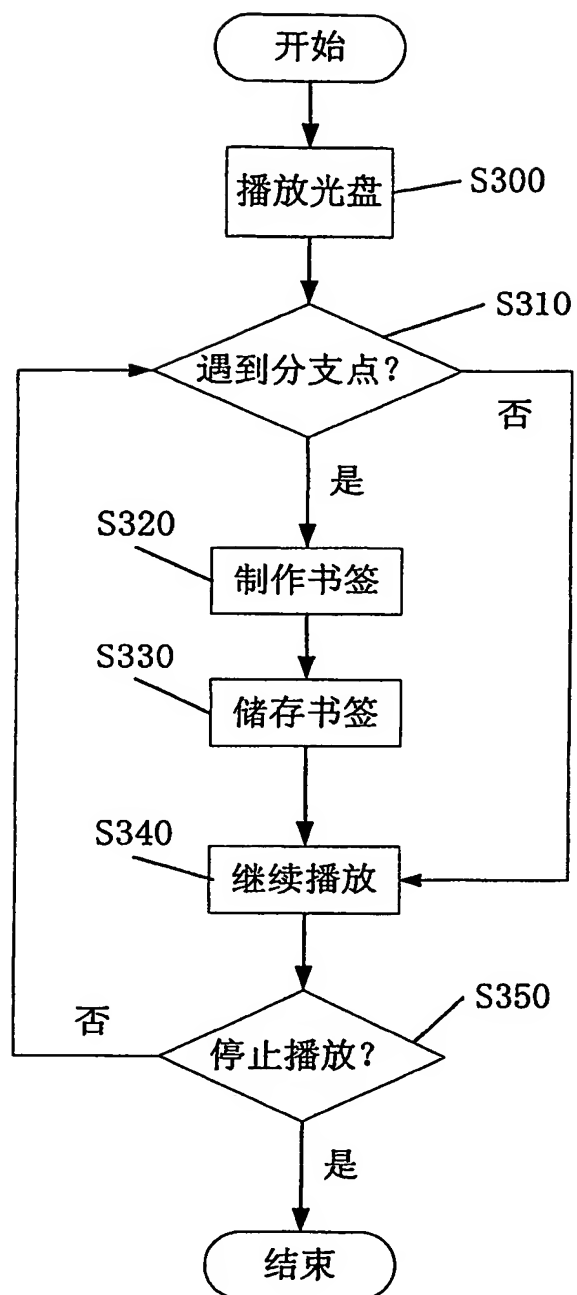 开始
播放光盘
S300
S310
遇到分支点?
否
是
S320
制作书签
S330
储存书签
S340
继续播放
S350
否
停止播放?
是
结束